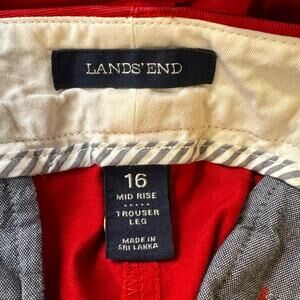 LANDS' END
16
MID RISE
TROUSER
LEG
MADE IN
SRI LANKA